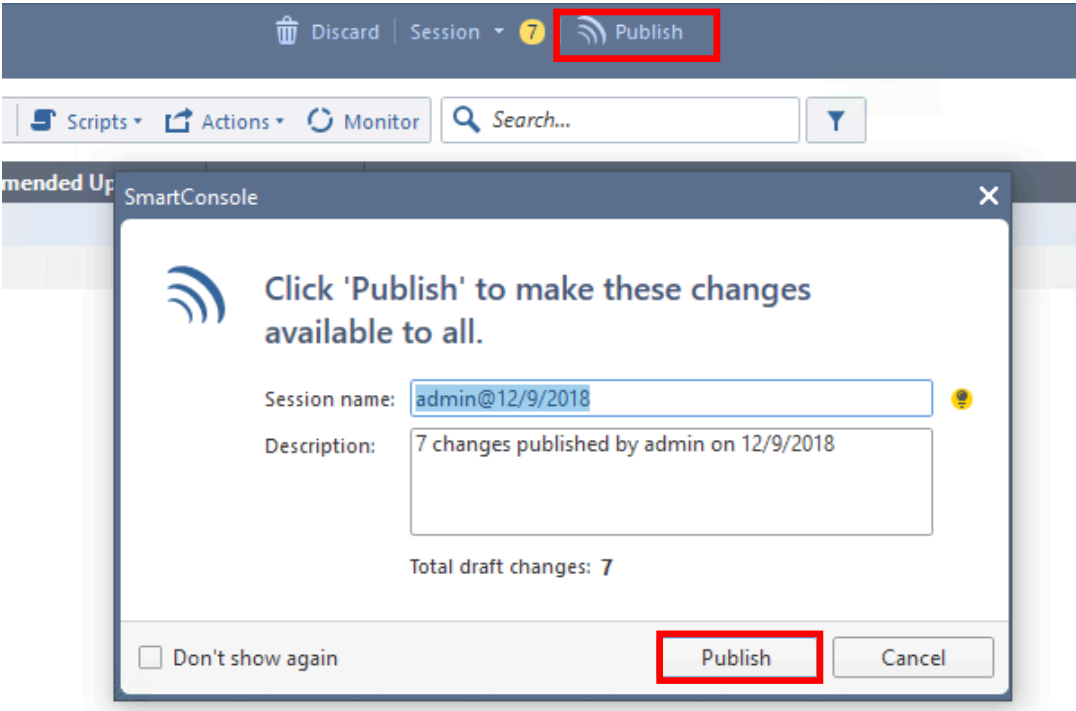 Discard Session 7 Publish
Scripts Actions Monitor Search...
mended Up
SmartConsole
Click 'Publish' to make these changes
available to all.
Session name: admin@12/9/2018
Description: 7 changes published by admin on 12/9/2018
Total draft changes: 7
Don't show again Publish Cancel